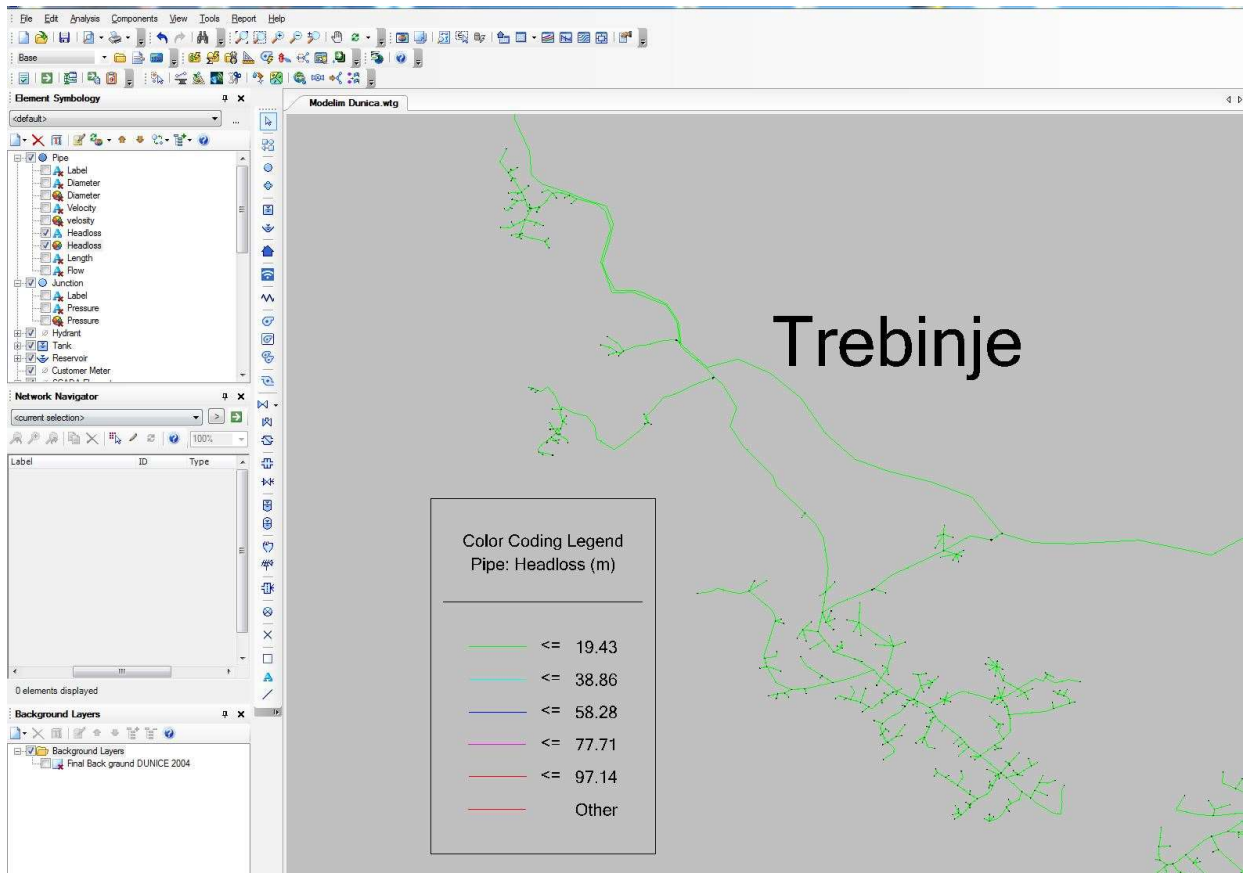 File Edit Analysis Components View Tools Report Help
Base
Element Symbology
<default>
...
Pipe
Label
Diameter
Diameter
Velocity
velosity
Headloss
Headloss
Length
Flow
Junction
Label
Pressure
Pressure
Hydrant
Tank
Reservoir
Customer Meter
Network Navigator
<current selection>
>
100%
Label ID Type
0 elements displayed
Background Layers
Background Layers
Final Back ground DUNICE 2004
Modelim Dunica.wtg
Trebinje
Color Coding Legend
Pipe: Headloss (m)
<= 19.43
<= 38.86
<= 58.28
<= 77.71
<= 97.14
Other